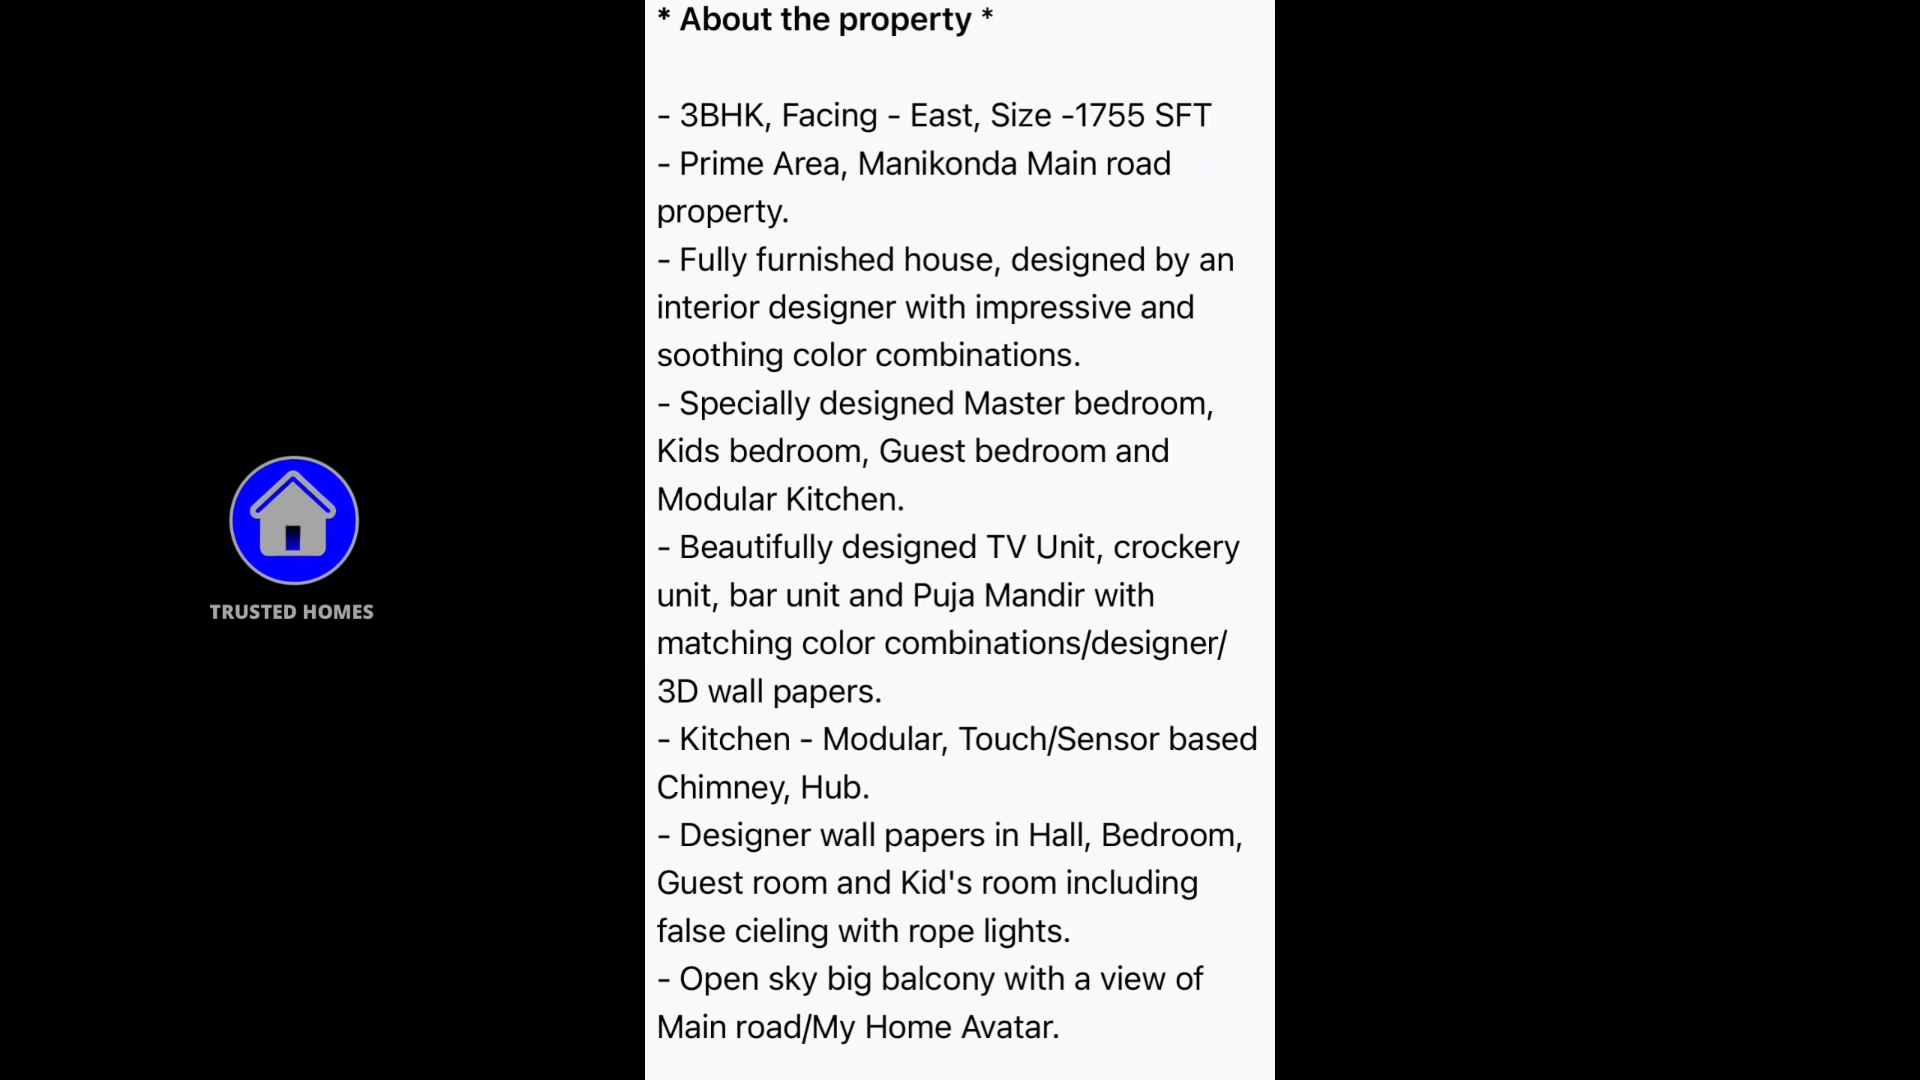 * About the property *
- 3BHK, Facing - East, Size -1755 SFT
- Prime Area, Manikonda Main road
property.
- Fully furnished house, designed by an
interior designer with impressive and
soothing color combinations.
- Specially designed Master bedroom,
Kids bedroom, Guest bedroom and
Modular Kitchen.
- Beautifully designed TV Unit, crockery
unit, bar unit and Puja Mandir with
matching color combinations/designer/
3D wall papers.
- Kitchen - Modular, Touch/Sensor based
Chimney, Hub.
- Designer wall papers in Hall, Bedroom,
Guest room and Kid's room including
false cieling with rope lights.
- Open sky big balcony with a view of
Main road/My Home Avatar.
TRUSTED HOMES